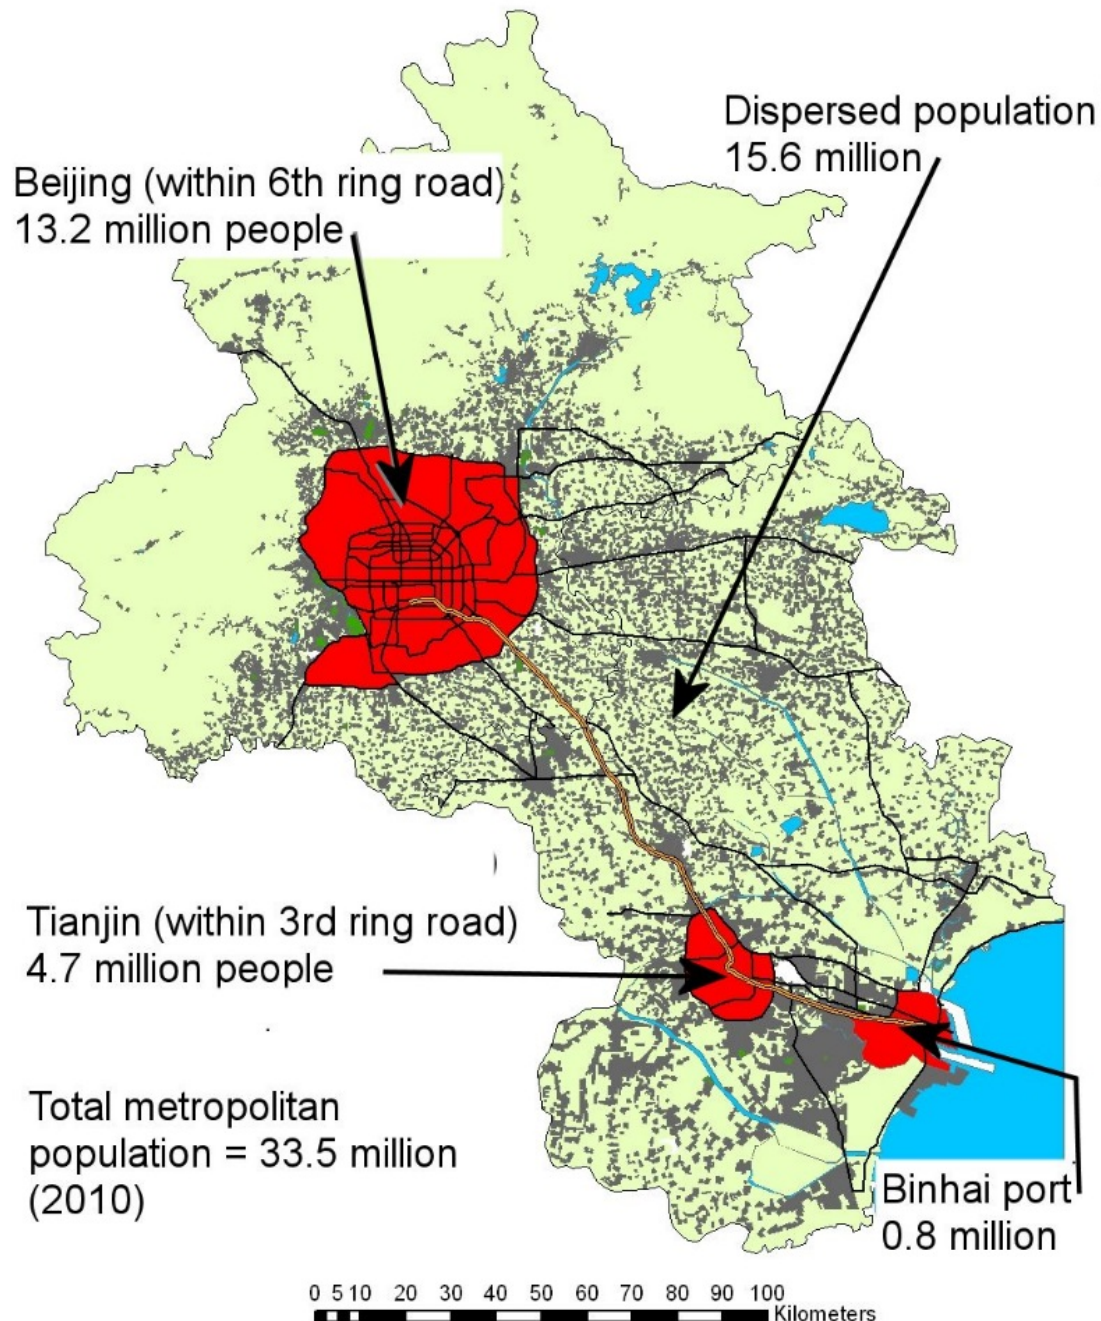 Dispersed population
15.6 million
Beijing (within 6th ring road)
13.2 million people
)
Tianjin (within 3rd ring road)
4.7 million people
.
Total metropolitan
population = 33.5 million
(2010)
Binhai port
0.8 million
0 5 10 20 30 40 50 60 70 80 90 100
Kilometers